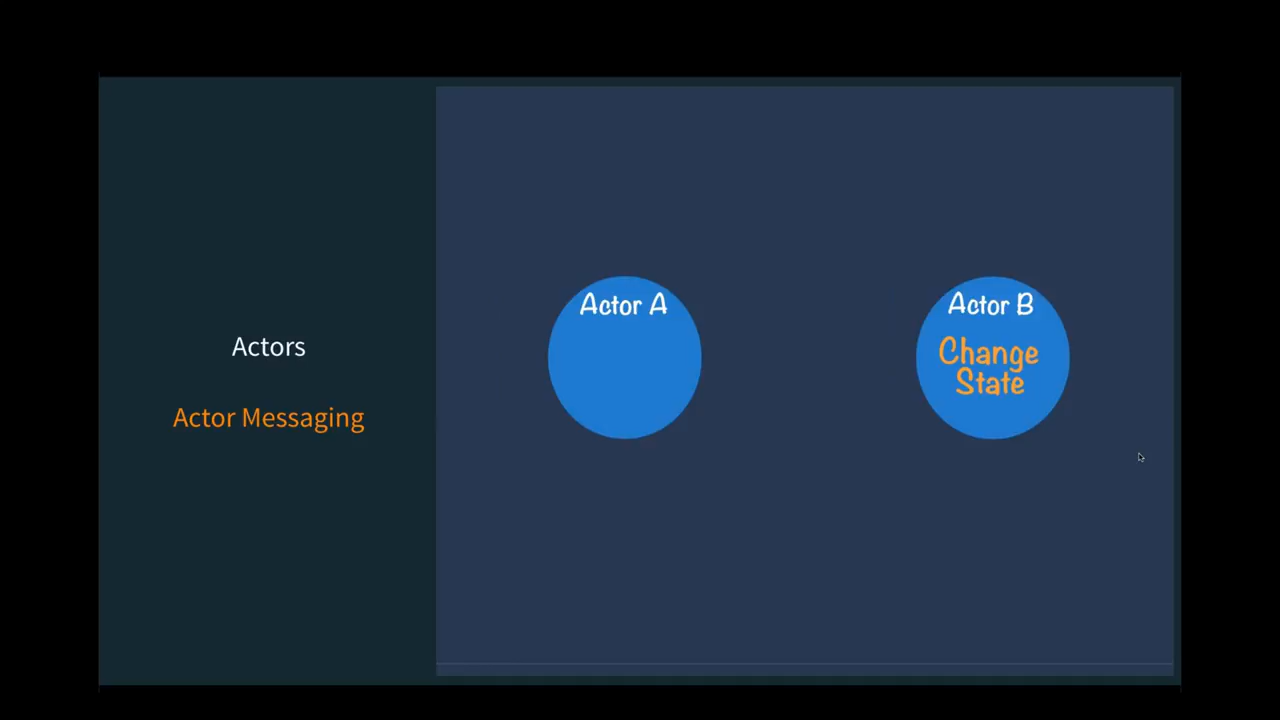 Actors
Actor Messaging
Actor A
Actor B
Change
State